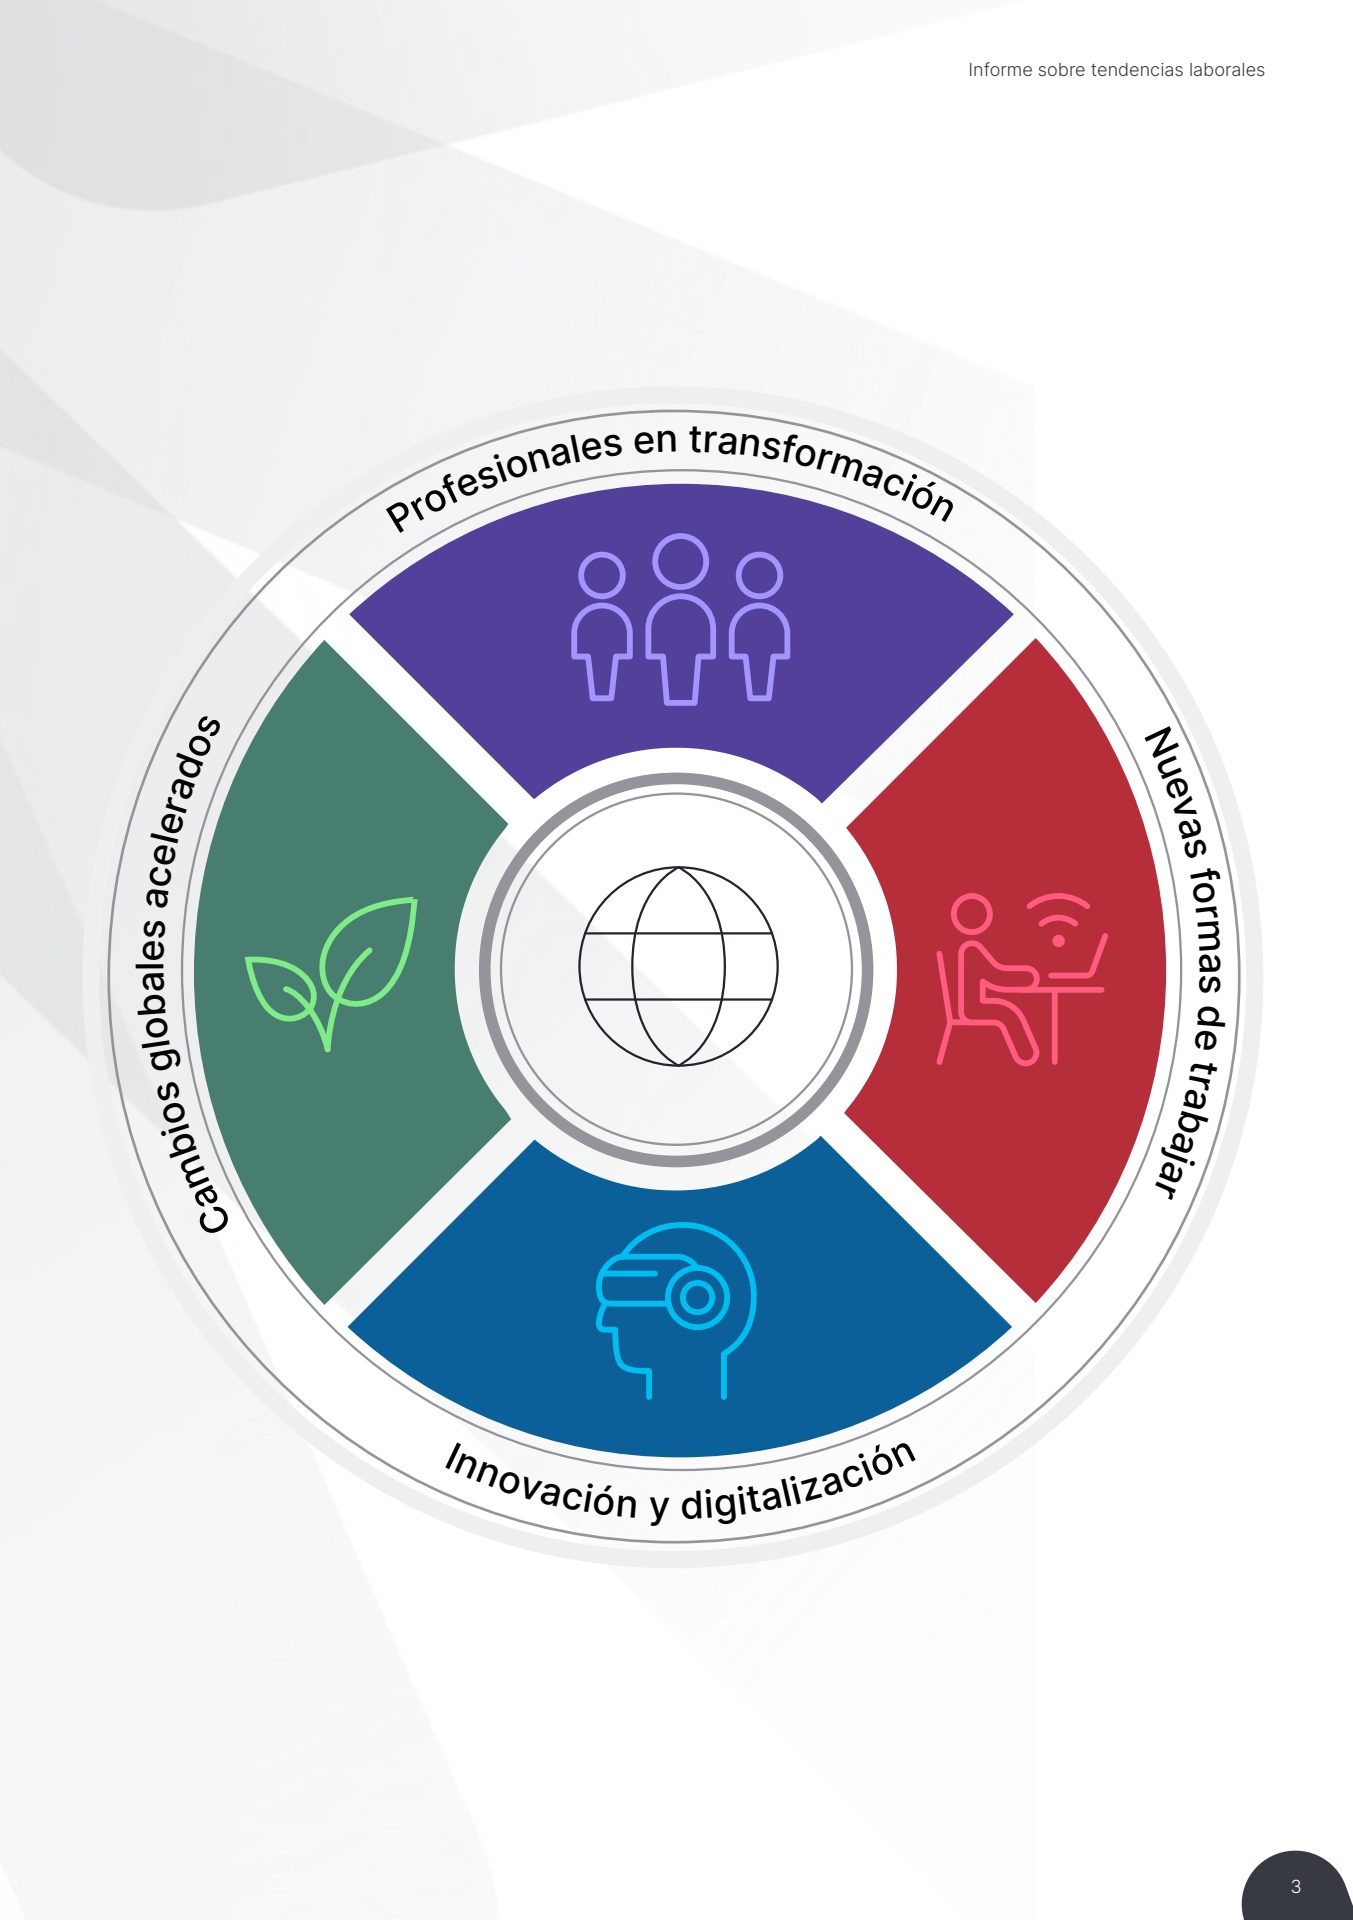 Informe sobre tendencias laborales
Profesionales en transformación
Nuevas formas de trabajar
Innovación y digitalización
Cambios globales acelerados
3